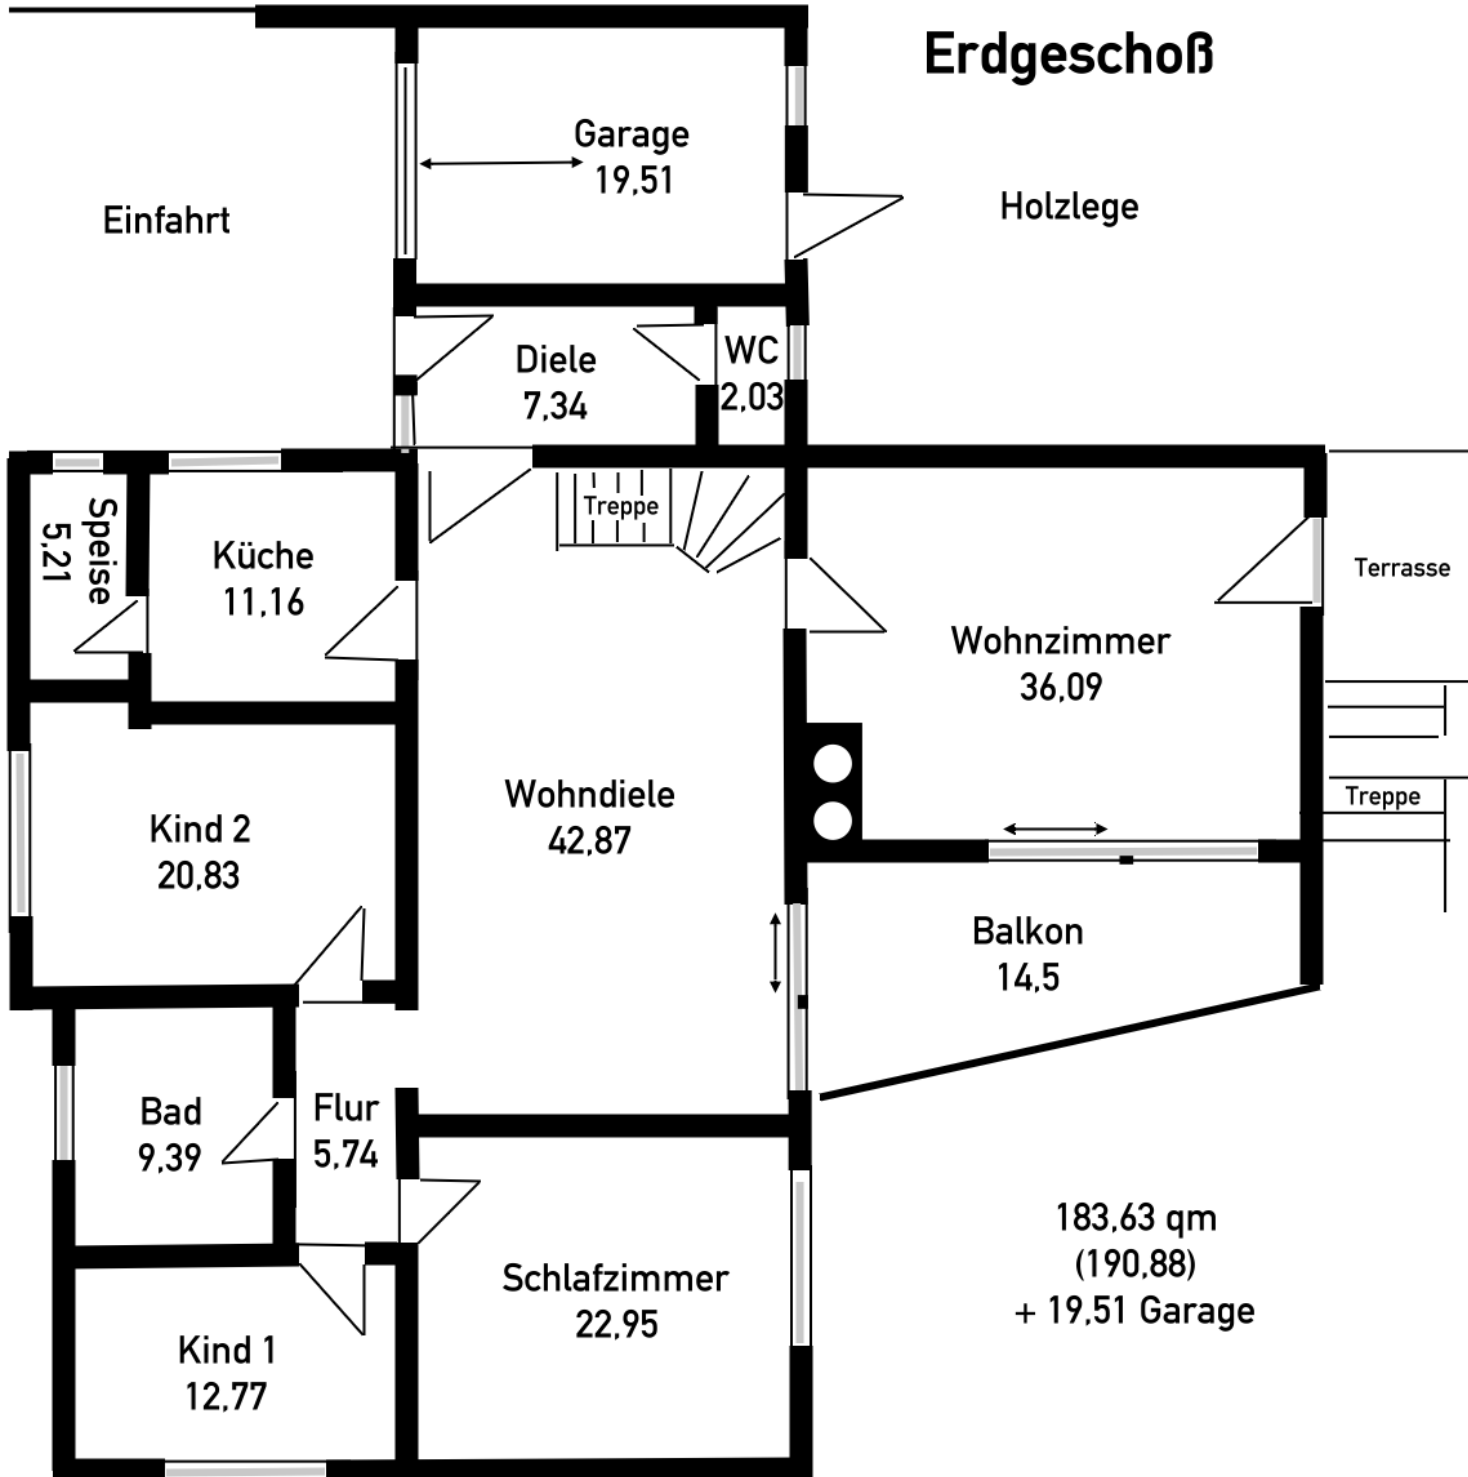 Erdgeschoß
Garage
19,51
Einfahrt
Holzlege
Diele
7,34
WC
2,03
Speise
5,21
Küche
11,16
Treppe
Terrasse
Wohnzimmer
36,09
Wohndiele
42,87
Treppe
Kind 2
20,83
Balkon
14,5
Bad
9,39
Flur
5,74
183,63 qm
(190,88)
+ 19,51 Garage
Schlafzimmer
22,95
Kind 1
12,77